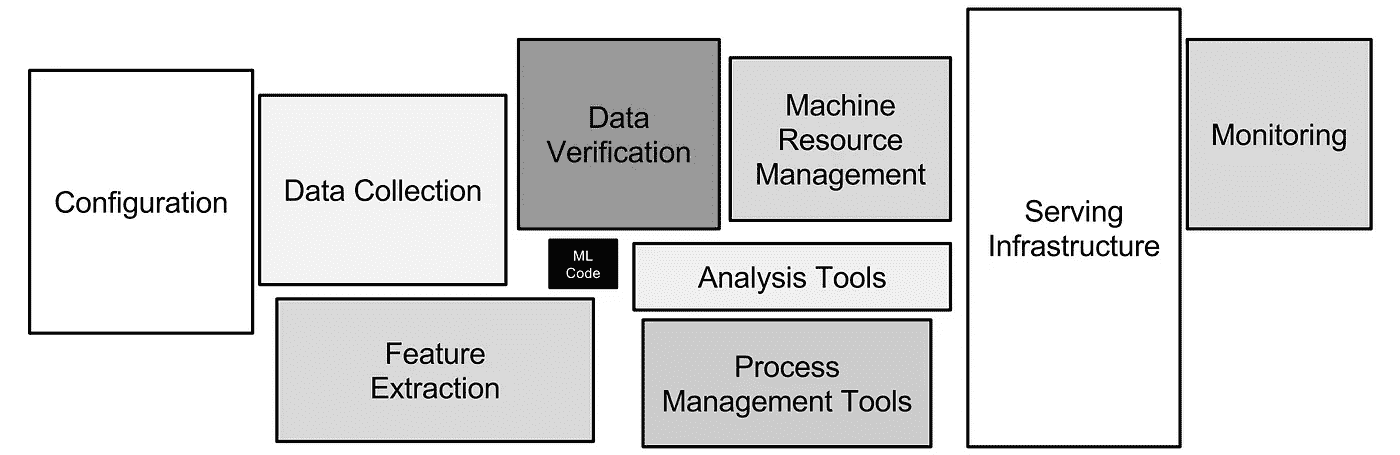 Configuration
Data Collection
Data
Verification
Machine
Resource
Management
Monitoring
Serving
Infrastructure
ML
Code
Analysis Tools
Feature
Extraction
Process
Management Tools